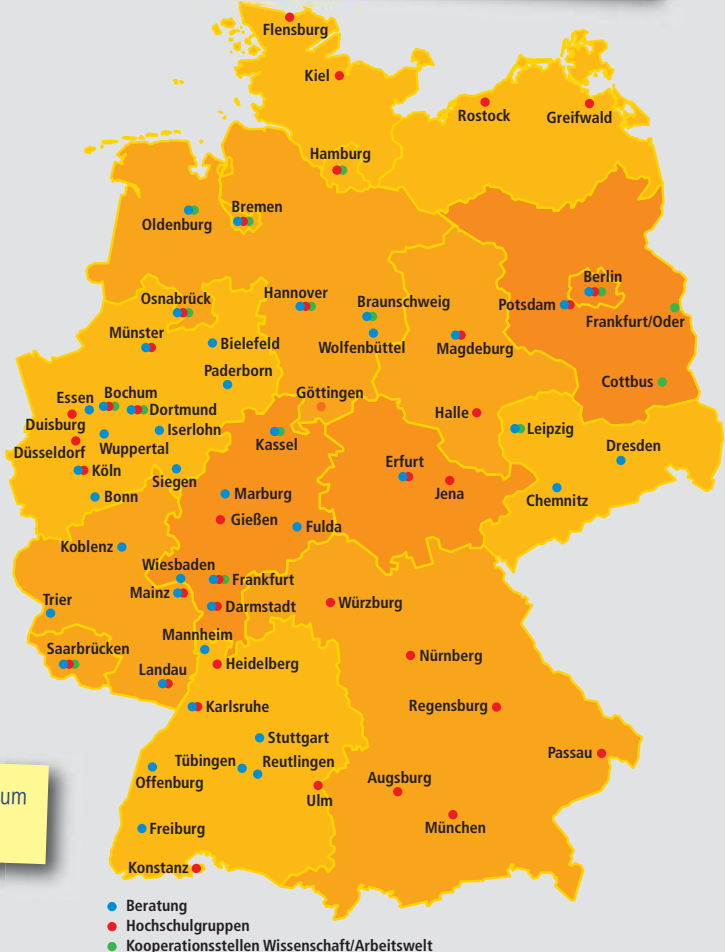 Flensburg
Kiel
Rostock
Greifwald
Hamburg
Bremen
Oldenburg
Berlin
Osnabrück
Hannover
Braunschweig
Potsdam
Frankfurt/Oder
Münster
Bielefeld
Wolfenbüttel
Magdeburg
Paderborn
Cottbus
Essen
Bochum
Dortmund
Göttingen
Halle
Duisburg
Iserlohn
Kassel
Leipzig
Düsseldorf
Wuppertal
Dresden
Köln
Siegen
Erfurt
Jena
Marburg
Chemnitz
Bonn
Gießen
Fulda
Koblenz
Wiesbaden
Frankfurt
Mainz
Darmstadt
Würzburg
Trier
Mannheim
Saarbrücken
Heidelberg
Nürnberg
Landau
Karlsruhe
Regensburg
Stuttgart
Passau
Tübingen
Reutlingen
Offenburg
Augsburg
Ulm
um
München
Freiburg
Konstanz
Beratung
Hochschulgruppen
Kooperationsstellen Wissenschaft/Arbeitswelt